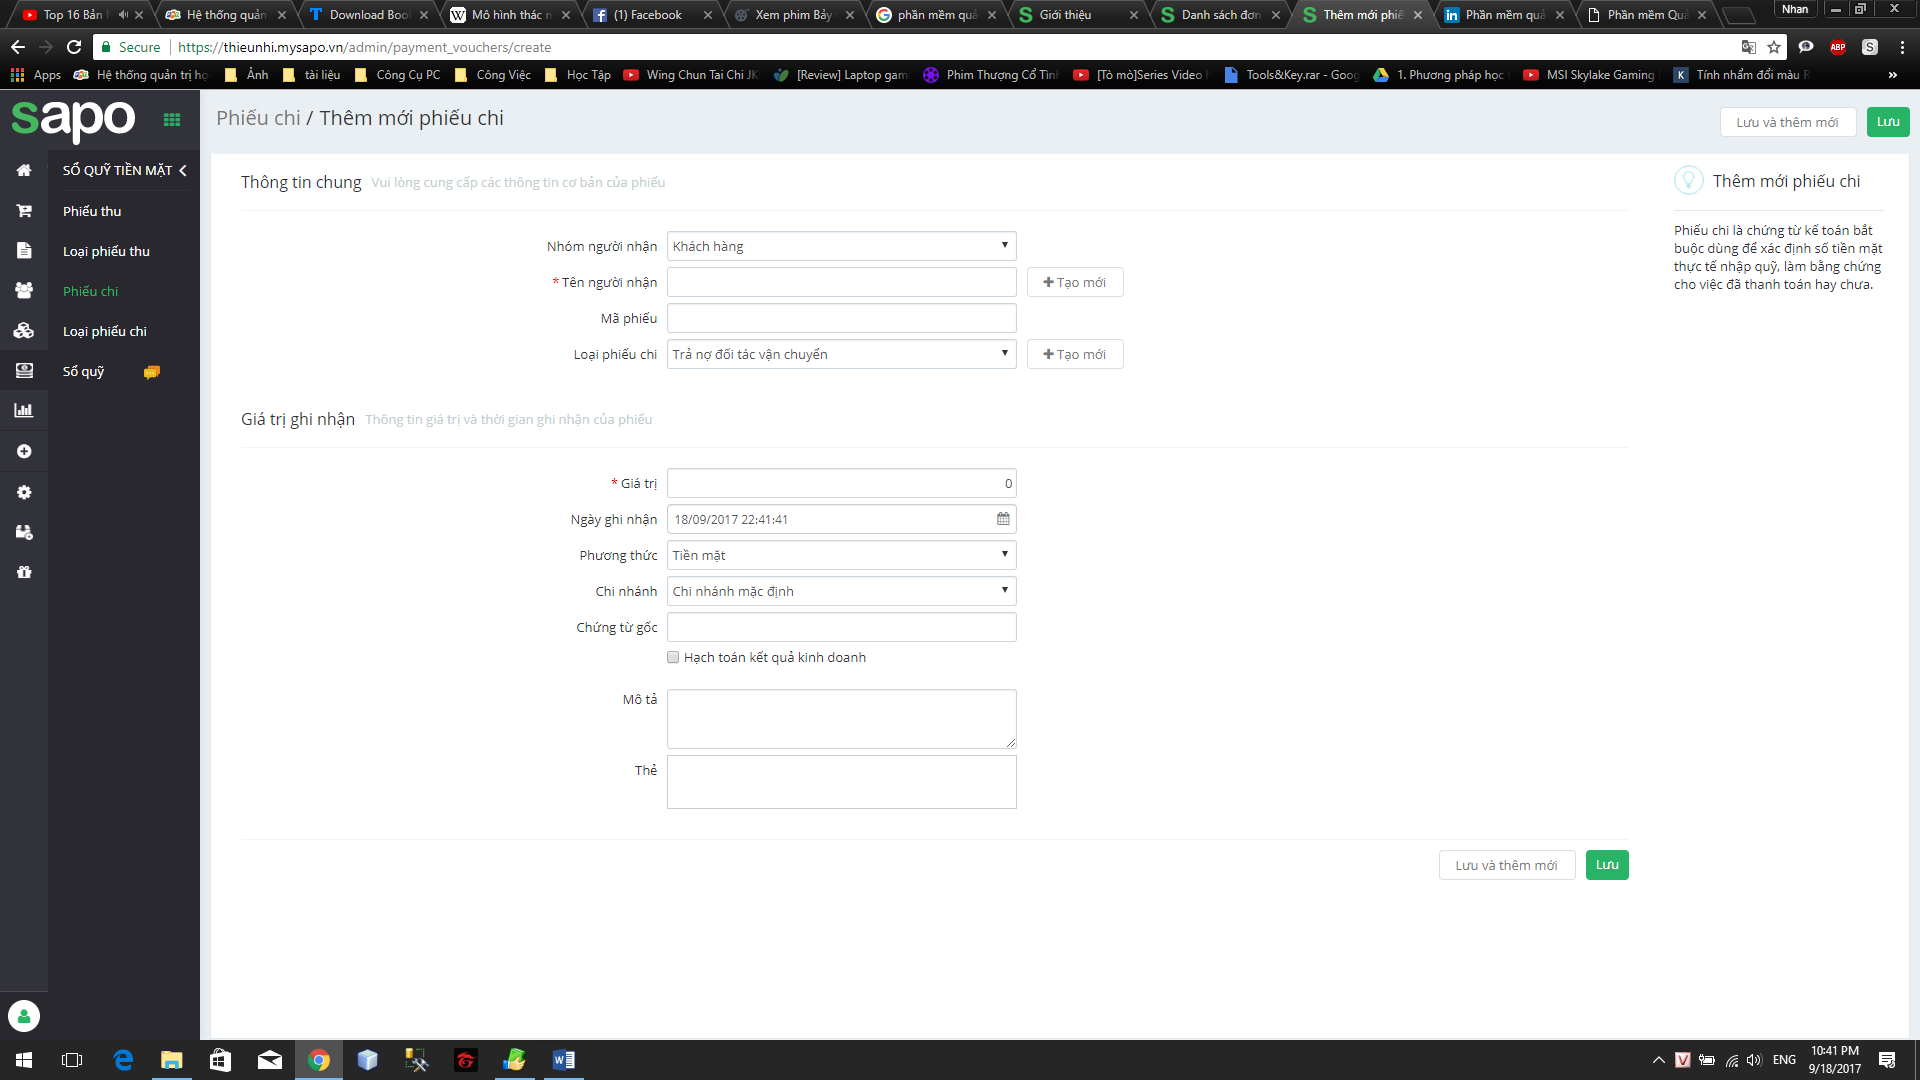 Top 16 Bản
Hệ thống quản
Download Boo
Mô hình thác n
(1) Facebook
Xem phim Bảy
phần mềm quả
Giới thiệu
Danh sách đơn
Thêm mới phiế
Phần mềm quả
Phần mềm Quả
Nhan
Secure
https://thieunhi.mysapo.vn/admin/payment_vouchers/create
Apps
Hệ thống quản trị họ
Ảnh
tài liệu
Công Cụ PC
Công Việc
Học Tập
Wing Chun Tai Chi JK
[Review] Laptop gam
Phim Thượng Cổ Tình
[Tò mò]Series Video
Tools&Key.rar - Goog
1. Phương pháp học
MSI Skylake Gaming
Tính nhẩm đổi màu
sapo
Phiếu chi / Thêm mới phiếu chi
Lưu và thêm mới
Lưu
SỔ QUỸ TIỀN MẶT
Phiếu thu
Loại phiếu thu
Phiếu chi
Loại phiếu chi
Sổ quỹ
Thông tin chung Vui lòng cung cấp các thông tin cơ bản của phiếu
Nhóm người nhận Khách hàng
* Tên người nhận Tạo mới
Mã phiếu
Loại phiếu chi Trả nợ đối tác vận chuyển Tạo mới
Giá trị ghi nhận Thông tin giá trị và thời gian ghi nhận của phiếu
* Giá trị 0
Ngày ghi nhận 18/09/2017 22:41:41
Phương thức Tiền mặt
Chi nhánh Chi nhánh mặc định
Chứng từ gốc
Hạch toán kết quả kinh doanh
Mô tả
Thẻ
Lưu và thêm mới
Lưu
Thêm mới phiếu chi
Phiếu chi là chứng từ kế toán bắt
buộc dùng để xác định số tiền mặt
thực tế nhập quỹ, làm bằng chứng
cho việc đã thanh toán hay chưa.
ENG
10:41 PM
9/18/2017